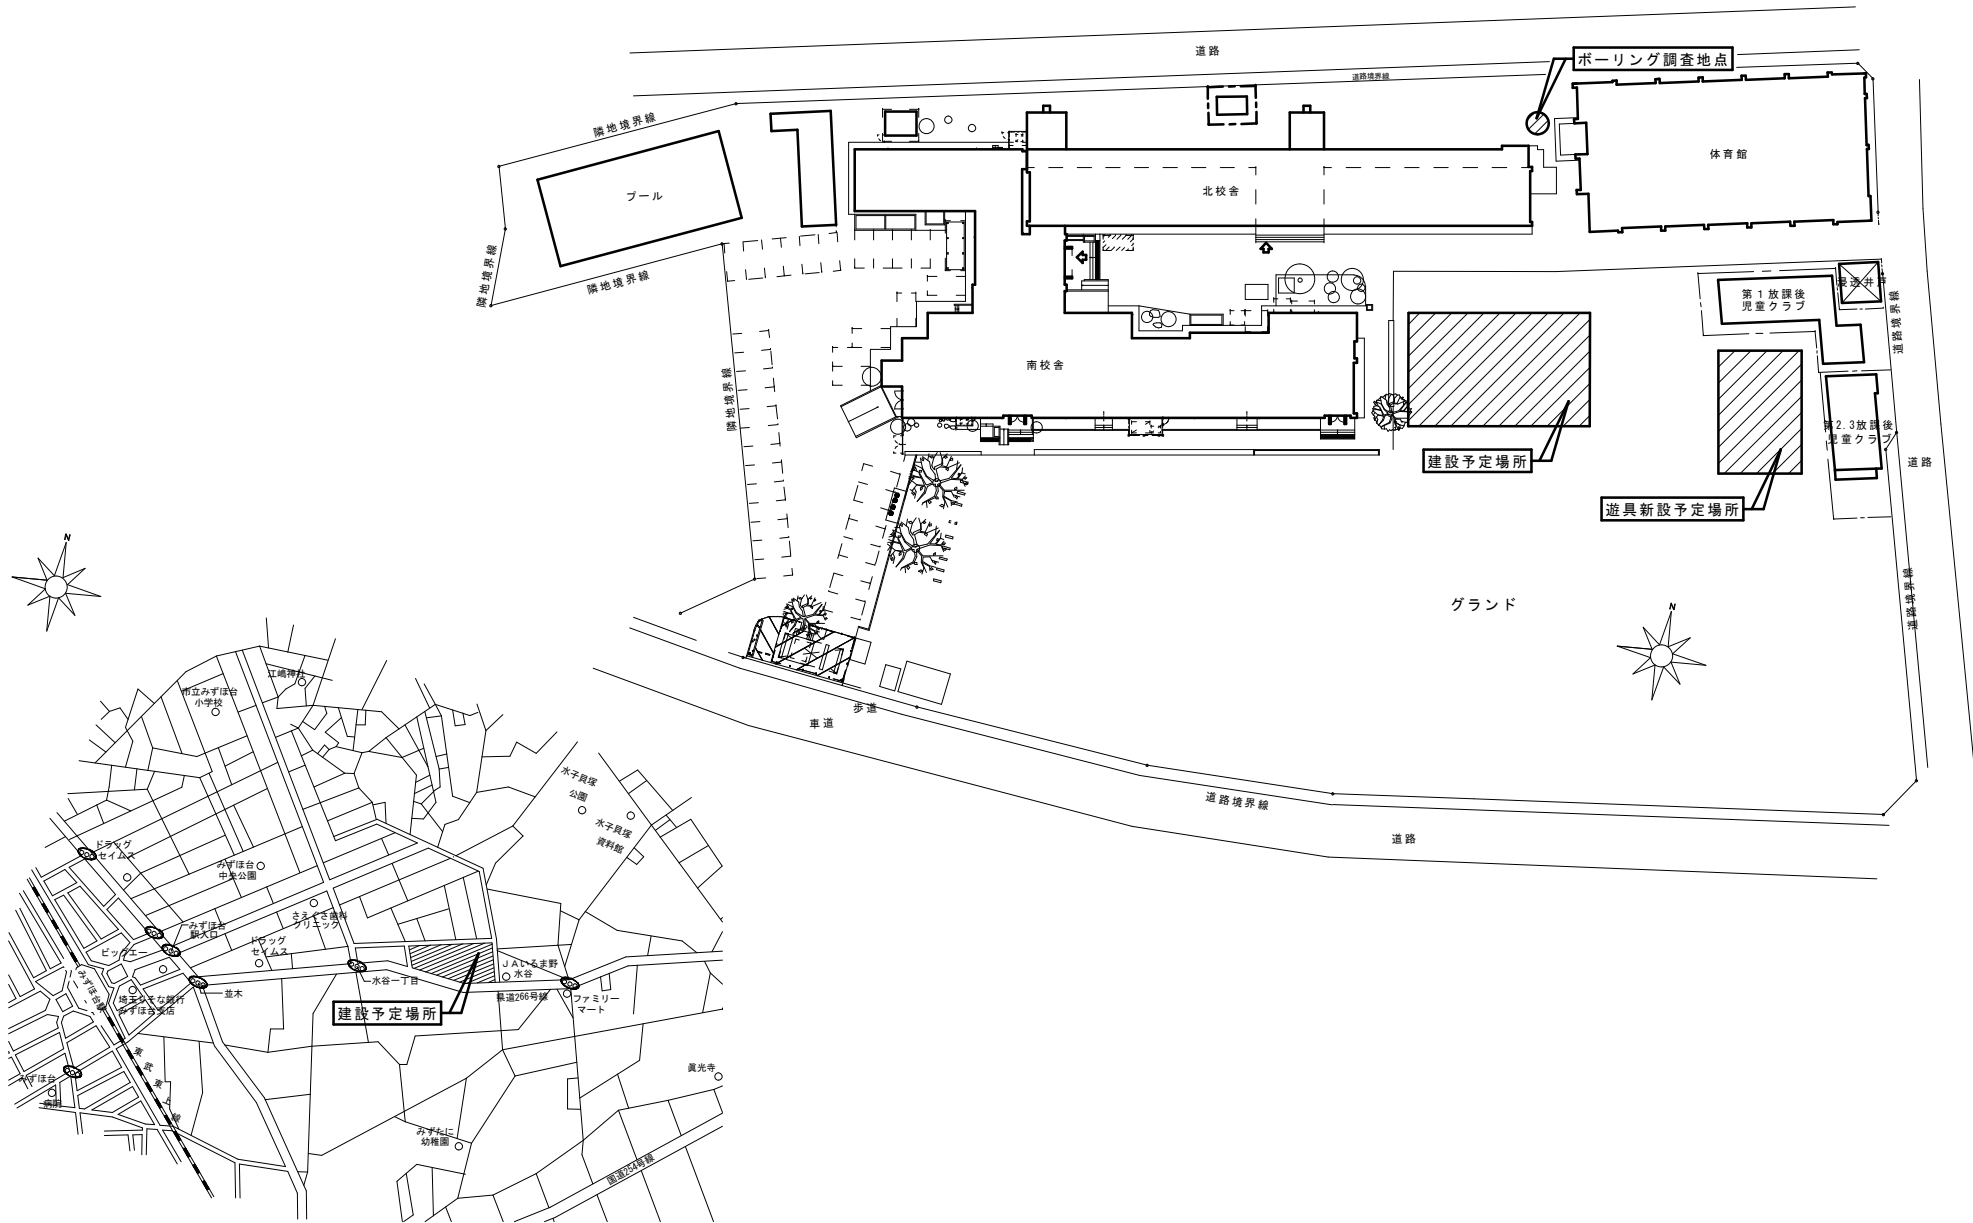 道路
ボーリング調査地点
道路境界線
隣地境界線
体育館
プール
北校舎
隣地境界線
隣地境界線
浸透井戸
第1放課後
児童クラブ
道路境界線
南校舎
隣地境界線
第2.3放課後
児童クラブ
建設予定場所
道路
遊具新設予定場所
N
グランド
道路境界線
N
歩道
車道
道路境界線
道路
江嶋神社
市立みずほ台
小学校
水子貝塚
公園
水子貝塚
資料館
ドラッグ
セイムス
みずほ台
中央公園
さえぐさ歯科
クリニック
みずほ台
駅入口
ドラッグ
セイムス
ビッグエー
みずほ台駅
JAいるま野
水谷
水谷一丁目
埼玉りそな銀行
みずほ台支店
並木
県道266号線
ファミリー
マート
建設予定場所
東武東上線
みずほ台
病院
眞光寺
みずたに
幼稚園
国道254号線